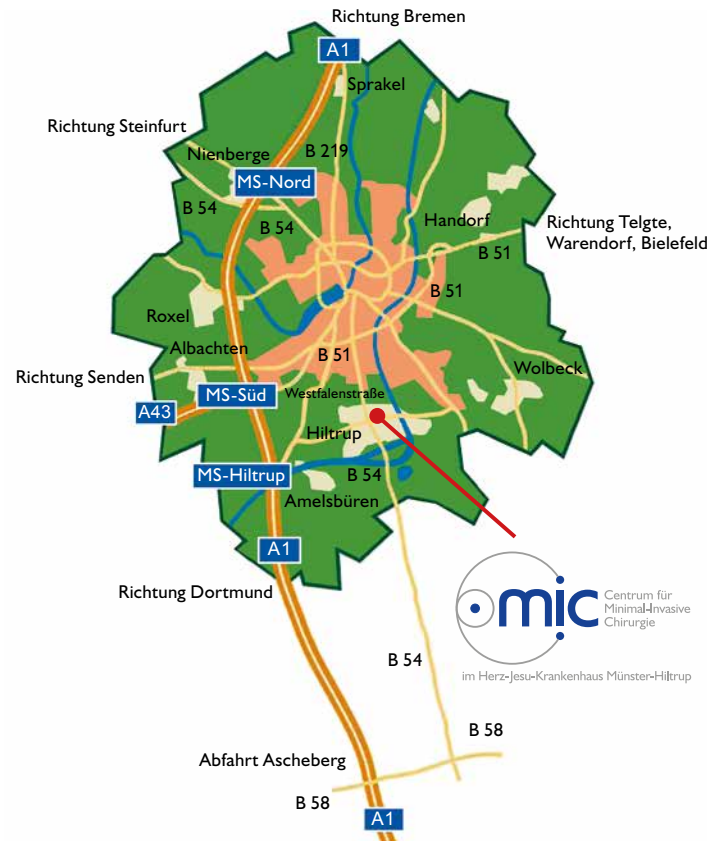 Richtung Bremen
A1
Sprakel
Richtung Steinfurt
Nienberge
B 219
MS-Nord
B 54
B 54
Handorf
Richtung Telgte,
Warendorf, Bielefeld
B 51
B 51
Roxel
Albachten
B 51
Wolbeck
Richtung Senden
MS-Süd
Westfalenstraße
A43
Hiltrup
MS-Hiltrup
B 54
Amelsbüren
A1
Richtung Dortmund
mic
Centrum für
Minimal-Invasive
Chirurgie
im Herz-Jesu-Krankenhaus Münster-Hiltrup
B 54
B 58
Abfahrt Ascheberg
B 58
A1